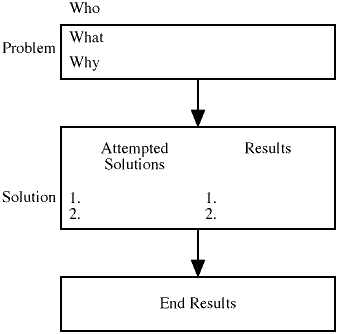 Who
Problem
What
Why
Attempted
Solutions
Results
Solution
1.
2.
1.
2.
End Results